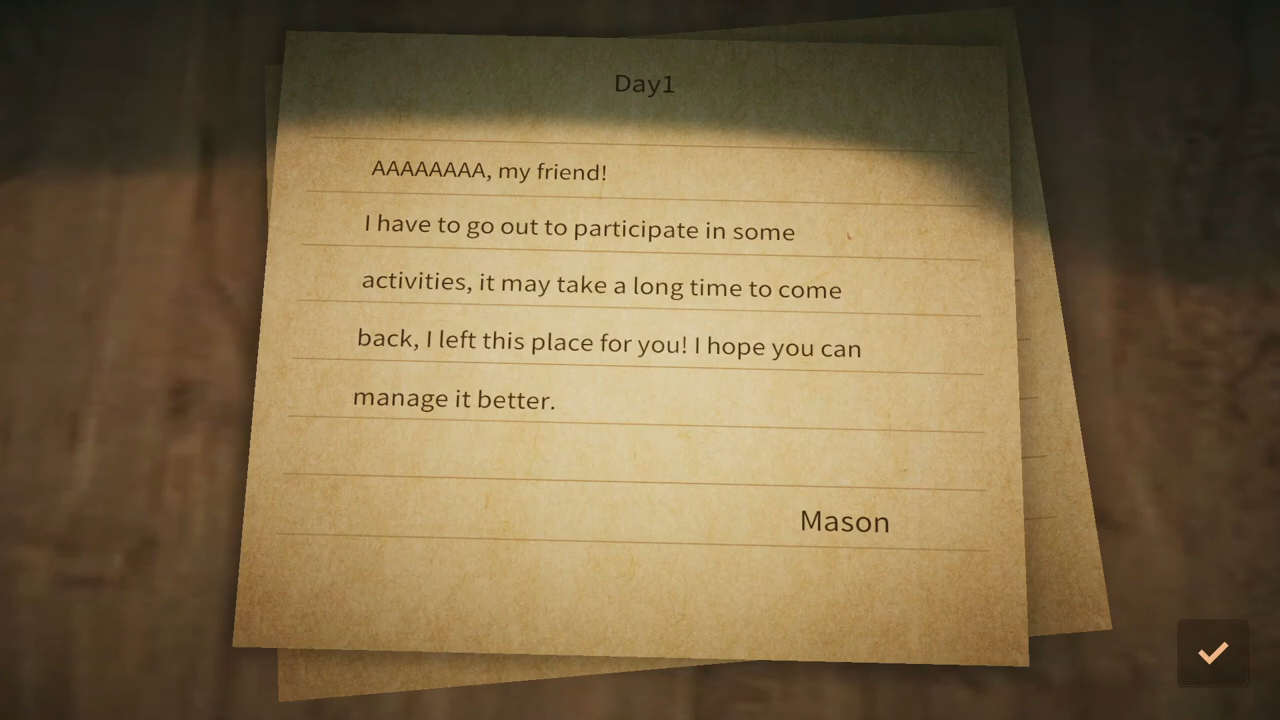 Day1
AAAAAAAA, my friend!
I have to go out to participate in some
activities, it may take a long time to come
back, I left this place for you! I hope you can
manage it better.
Mason